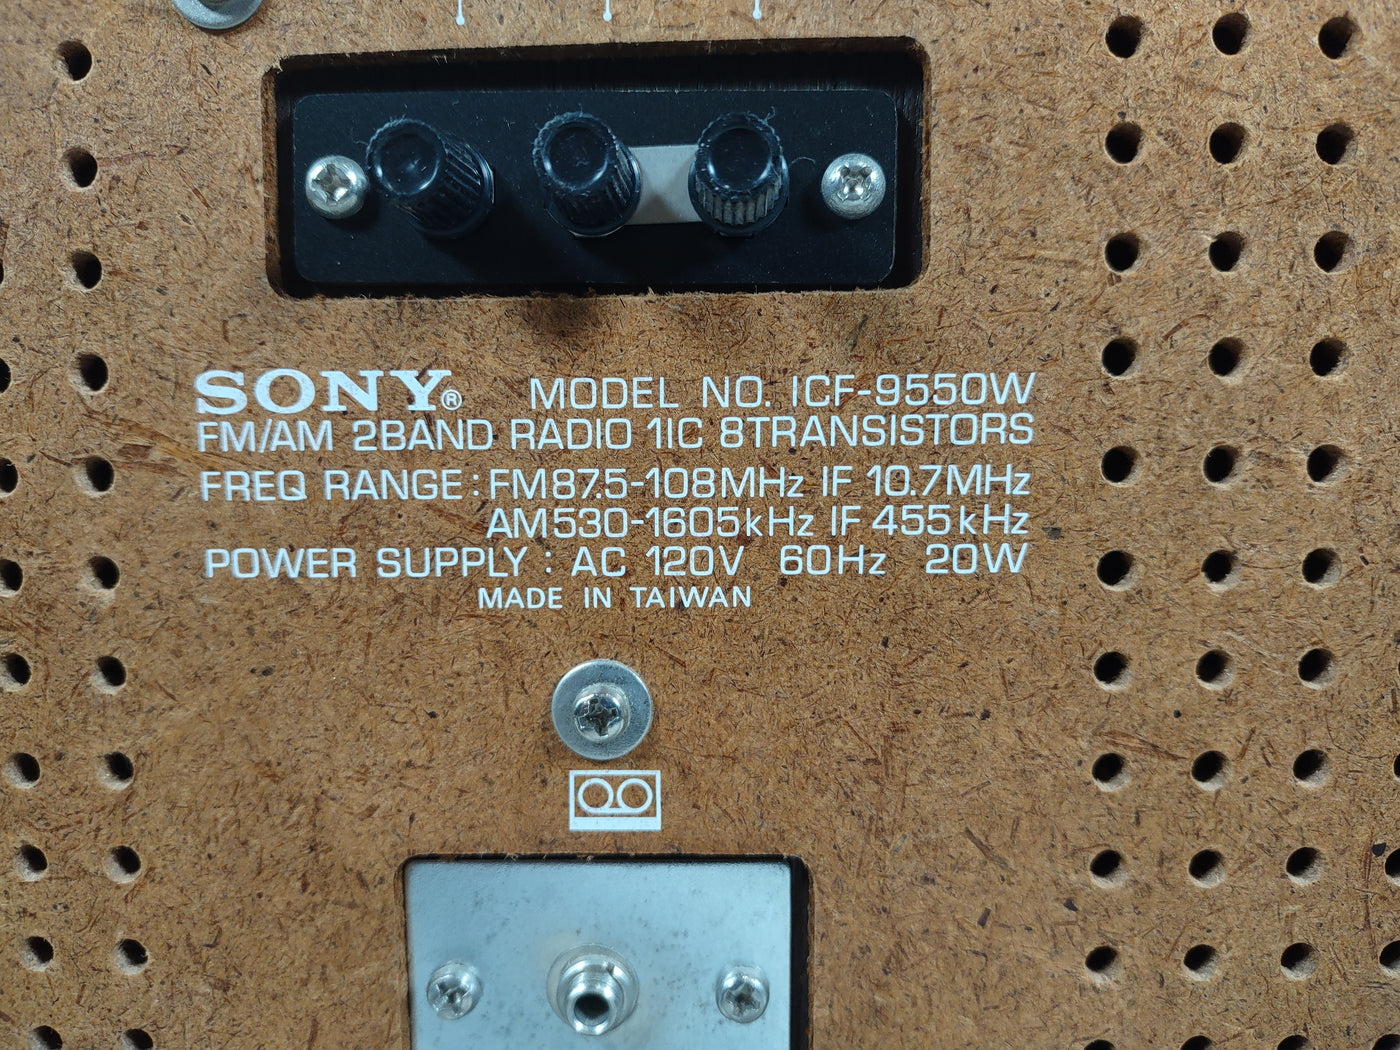 SONY® MODEL NO. ICF-9550W
FM/AM 2BAND RADIO 1IC 8TRANSISTORS
FREQ RANGE: FM87.5-108MHz IF 10.7MHz
AM530-1605kHz IF 455kHz
POWER SUPPLY: AC 120V 60Hz 20W
MADE IN TAIWAN